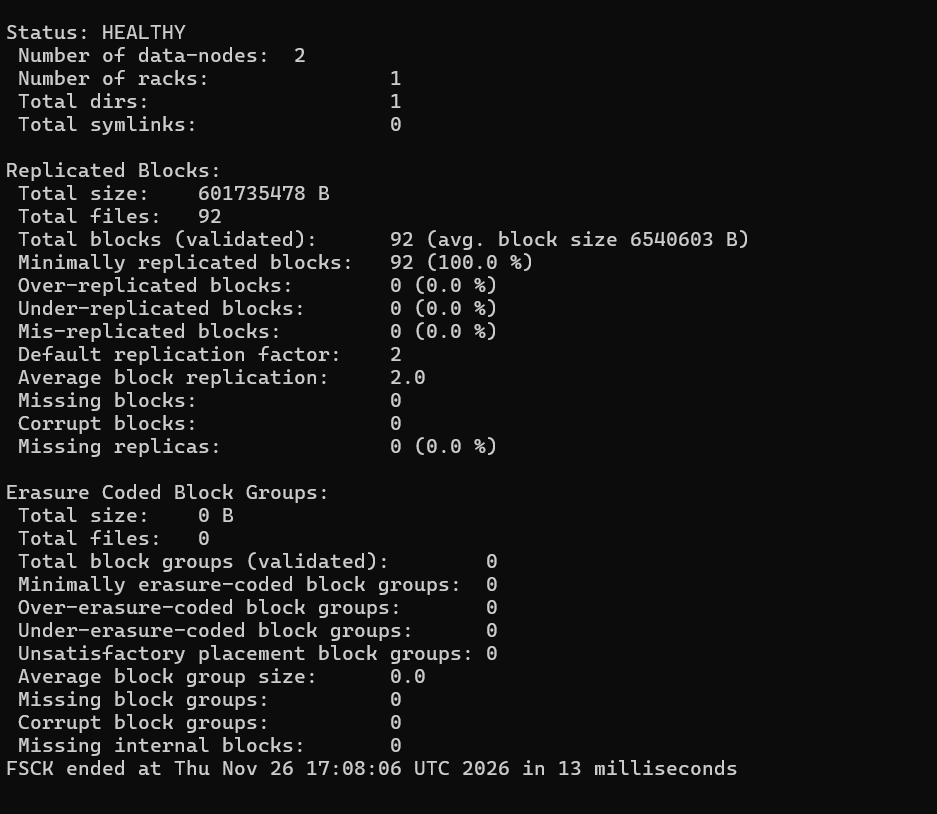 Status: HEALTHY
 Number of data-nodes:  2
 Number of racks:               1
 Total dirs:                    1
 Total symlinks:                0

Replicated Blocks:
 Total size:    601735478 B
 Total files:   92
 Total blocks (validated):      92 (avg. block size 6540603 B)
 Minimally replicated blocks:   92 (100.0 %)
 Over-replicated blocks:        0 (0.0 %)
 Under-replicated blocks:       0 (0.0 %)
 Mis-replicated blocks:         0 (0.0 %)
 Default replication factor:    2
 Average block replication:     2.0
 Missing blocks:                0
 Corrupt blocks:                0
 Missing replicas:              0 (0.0 %)

Erasure Coded Block Groups:
 Total size:    0 B
 Total files:   0
 Total block groups (validated):        0
 Minimally erasure-coded block groups:  0
 Over-erasure-coded block groups:       0
 Under-erasure-coded block groups:      0
 Unsatisfactory placement block groups: 0
 Average block group size:      0.0
 Missing block groups:          0
 Corrupt block groups:          0
 Missing internal blocks:       0
FSCK ended at Thu Nov 26 17:08:06 UTC 2026 in 13 milliseconds